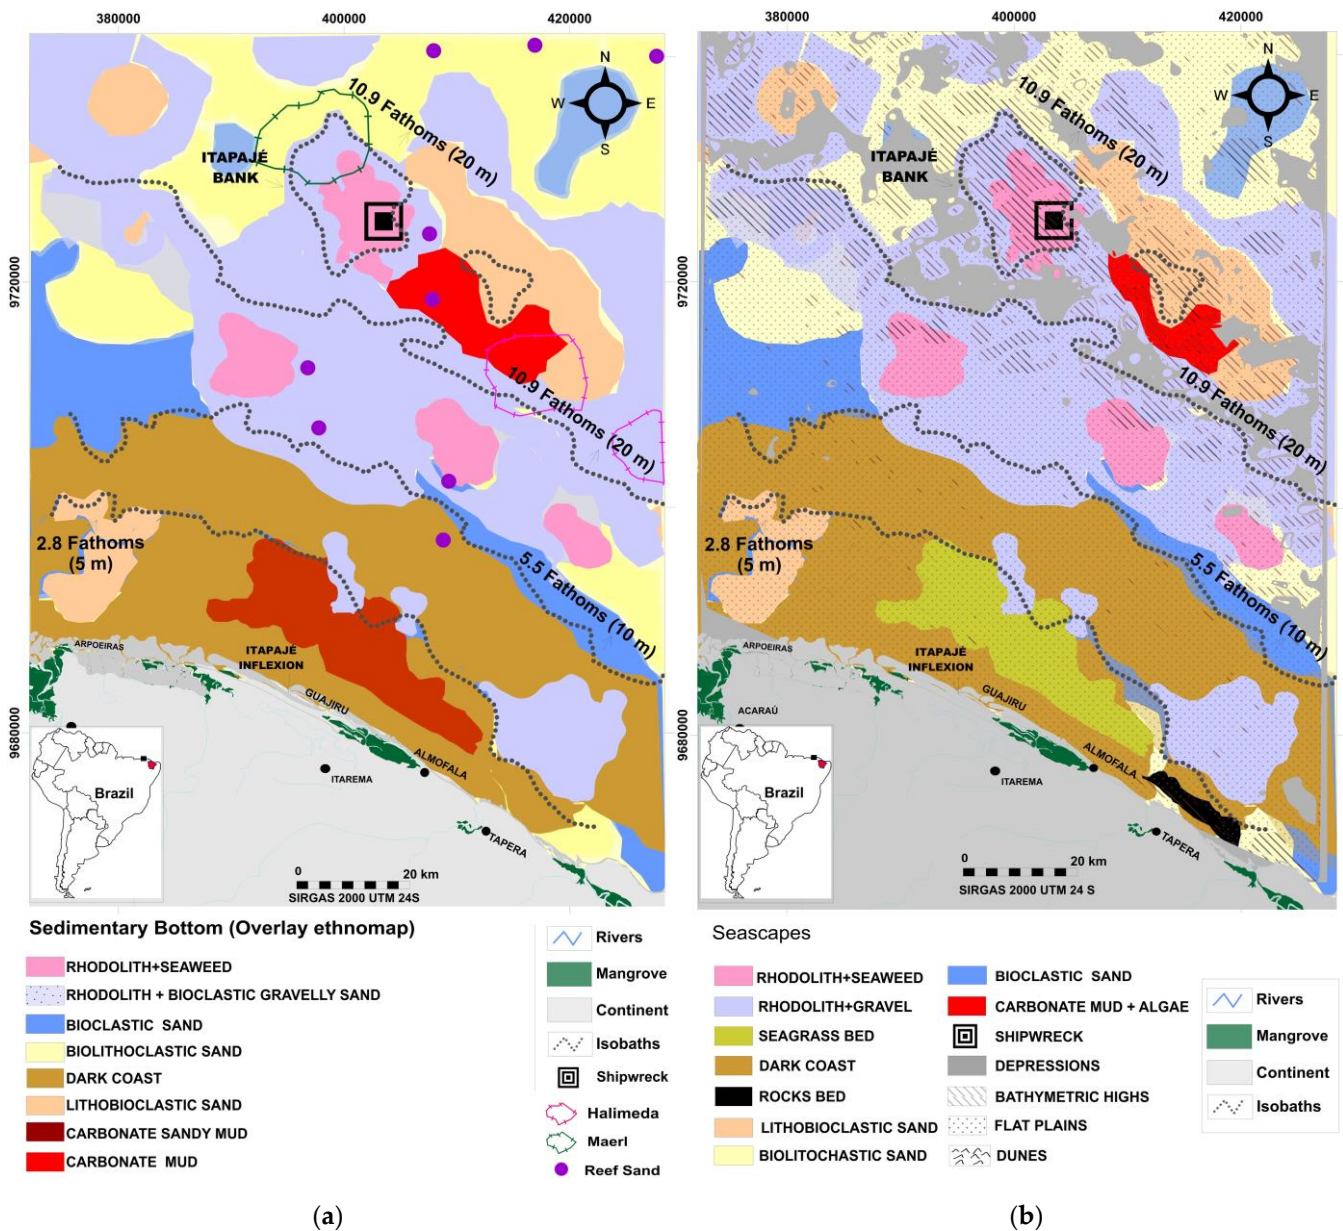 380000
400000
420000
10.9 Fathoms (20 m)
N
W
E
S
ITAPAJÉ
BANK
9720000
10.9 Fathoms (20 m)
2.8 Fathoms
(5 m)
5.5 Fathoms (10 m)
ARPOEIRAS
ITAPAJÉ
INFLEXION
GUAJIRU
9680000
ALMOFALA
ITAREMA
Brazil
TAPERA
0
20 km
SIRGAS 2000 UTM 24S
Sedimentary Bottom (Overlay ethnomap)
RHODOLITH+SEAWEED
RHODOLITH + BIOCLASTIC GRAVELLY SAND
BIOCLASTIC SAND
BIOLITHOCLASTIC SAND
DARK COAST
LITHOBIOCLASTIC SAND
CARBONATE SANDY MUD
CARBONATE MUD
Rivers
Mangrove
Continent
Isobaths
Shipwreck
Halimeda
Maerl
Reef Sand
(a)
380000
400000
420000
10.9 Fathoms (20 m)
N
W
E
S
ITAPAJÉ
BANK
9720000
10.9 Fathoms (20 m)
2.8 Fathoms
(5 m)
5.5 Fathoms (10 m)
ARPOEIRAS
ITAPAJÉ
INFLEXION
GUAJIRU
ACARAÚ
9680000
ALMOFALA
ITAREMA
Brazil
TAPERA
0
20 km
SIRGAS 2000 UTM 24 S
Seascapes
RHODOLITH+SEAWEED
RHODOLITH+GRAVEL
SEAGRASS BED
DARK COAST
ROCKS BED
LITHOBIOCLASTIC SAND
BIOLITOCHASTIC SAND
BIOCLASTIC SAND
CARBONATE MUD + ALGAE
SHIPWRECK
DEPRESSIONS
BATHYMETRIC HIGHS
FLAT PLAINS
DUNES
Rivers
Mangrove
Continent
Isobaths
(b)